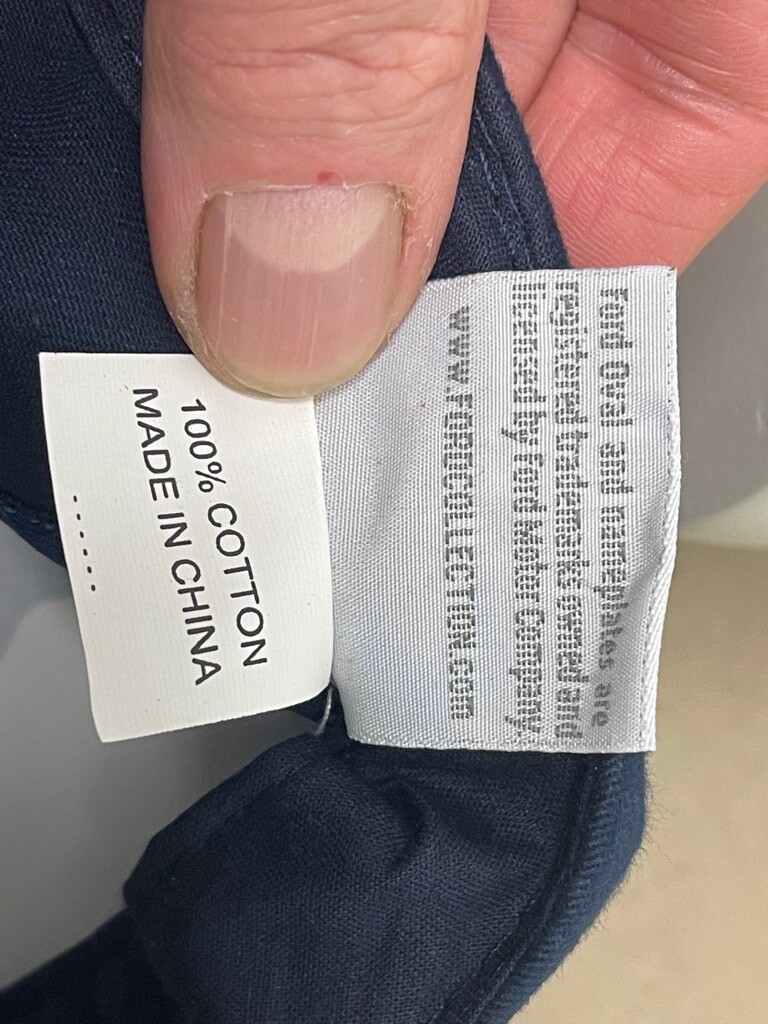 100% COTTON
MADE IN CHINA
......
Ford Oval and nameplates are
registered trademarks owned and
licensed by Ford Motor Company.
www.FORDCOLLECTION.com